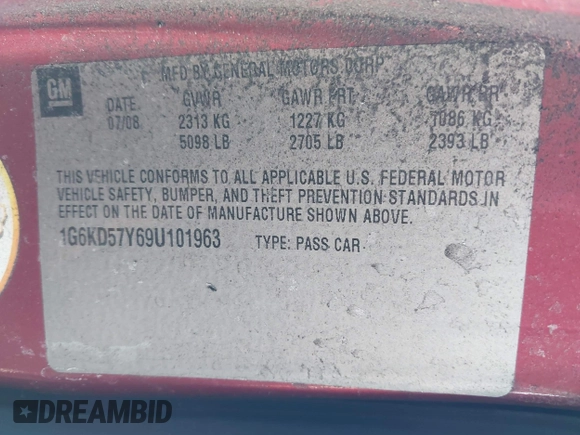 GM
MFD BY GENERAL MOTORS CORP
DATE GVWR GAWR FRT GAWR RR
07/08 2313 KG 1227 KG 1086 KG
5098 LB 2705 LB 2393 LB
THIS VEHICLE CONFORMS TO ALL APPLICABLE U.S. FEDERAL MOTOR
VEHICLE SAFETY, BUMPER, AND THEFT PREVENTION STANDARDS IN
EFFECT ON THE DATE OF MANUFACTURE SHOWN ABOVE.
1G6KD57Y69U101963 TYPE: PASS CAR
DREAMBID